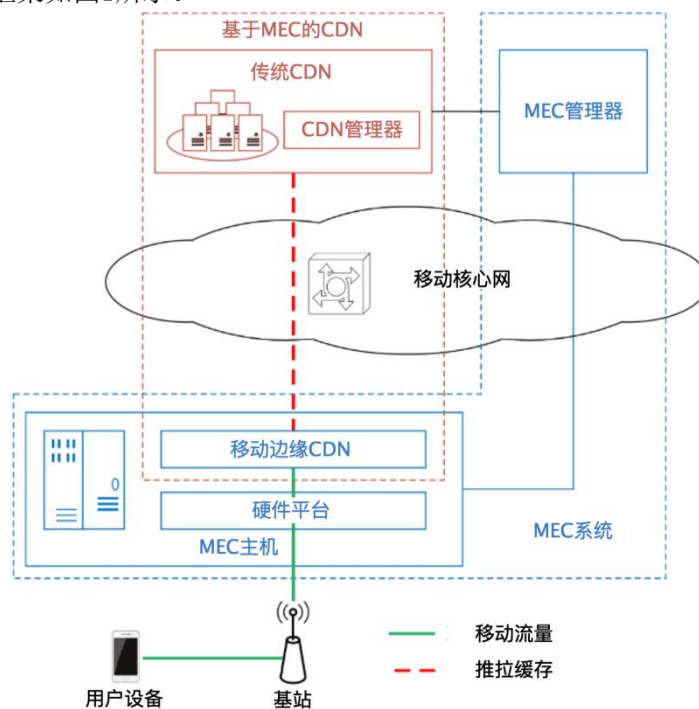 基于MEC的CDN
传统CDN
CDN管理器
MEC管理器
移动核心网
移动边缘CDN
硬件平台
MEC主机
MEC系统
移动流量
推拉缓存
用户设备
基站